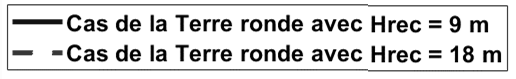 Cas de la Terre ronde avec Hrec = 9 m
Cas de la Terre ronde avec Hrec = 18 m